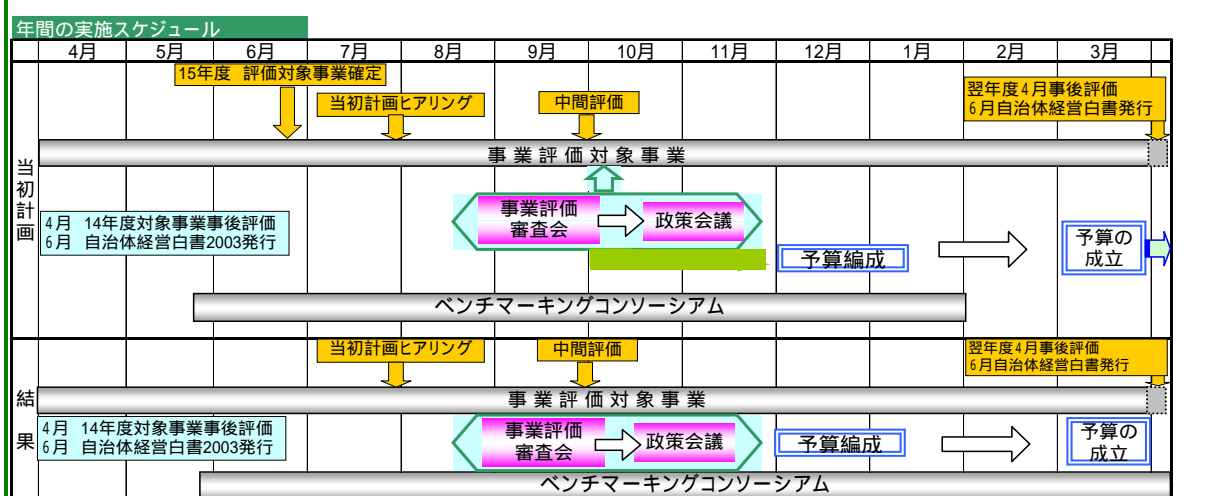 年間の実施スケジュール
4月 5月 6月 7月 8月 9月 10月 11月 12月 1月 2月 3月
当初計画
15年度 評価対象事業確定
当初計画ヒアリング
中間評価
翌年度4月事後評価
6月自治体経営白書発行
事業評価対象事業
4月 14年度対象事業事後評価
6月 自治体経営白書2003発行
事業評価
審査会
政策会議
予算編成
予算の
成立
ベンチマーキングコンソーシアム
結果
当初計画ヒアリング
中間評価
翌年度4月事後評価
6月自治体経営白書発行
事業評価対象事業
4月 14年度対象事業事後評価
6月 自治体経営白書2003発行
事業評価
審査会
政策会議
予算編成
予算の
成立
ベンチマーキングコンソーシアム